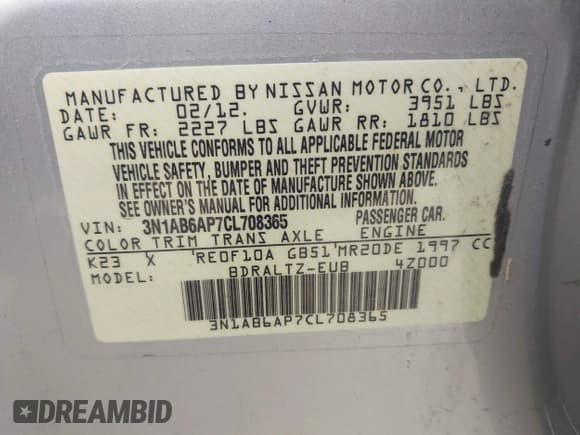 MANUFACTURED BY NISSAN MOTOR CO., LTD.
DATE: 02/12. GVWR: 3951 LBS
GAWR FR: 2227 LBS GAWR RR: 1810 LBS
THIS VEHICLE CONFORMS TO ALL APPLICABLE FEDERAL MOTOR
VEHICLE SAFETY, BUMPER AND THEFT PREVENTION STANDARDS
IN EFFECT ON THE DATE OF MANUFACTURE SHOWN ABOVE.
SEE OWNER'S MANUAL FOR ADDITIONAL INFORMATION.
VIN: 3N1AB6AP7CL708365 PASSENGER CAR.
COLOR TRIM TRANS AXLE ENGINE
K23 X 'RE0F10A GB51'MR20DE 1997 CC
MODEL: BDRALTZ-EUB 4Z000
3N1AB6AP7CL708365
DREAMBID